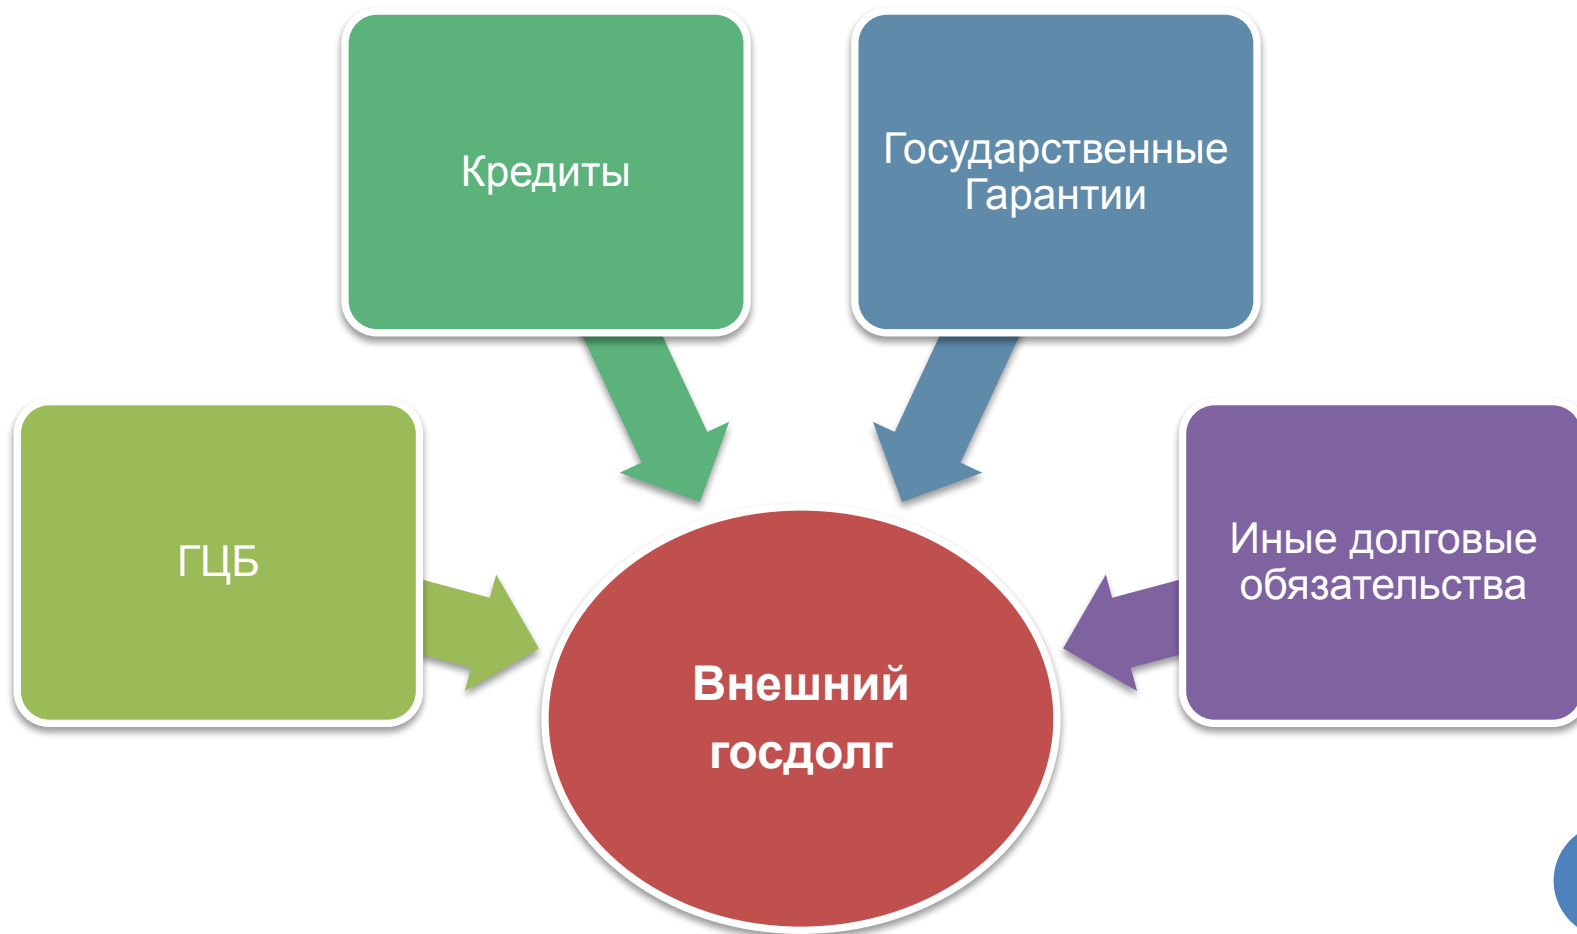 Кредиты
Государственные
Гарантии
ГЦБ
Иные долговые
обязательства
Внешний
госдолг